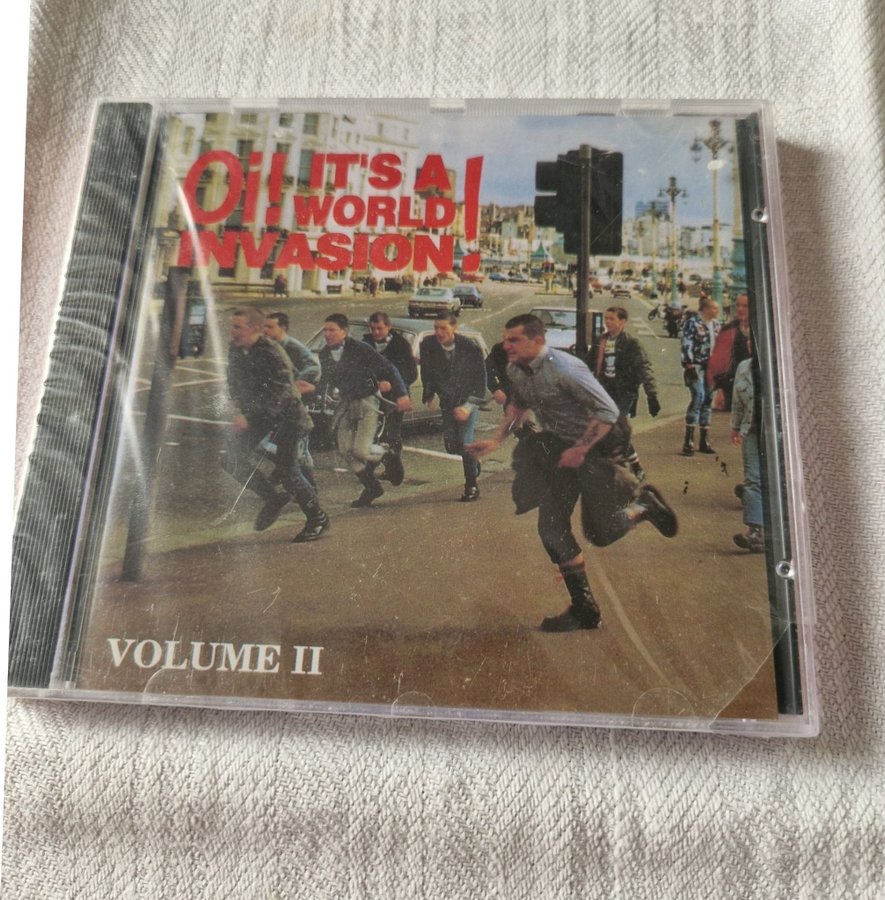 Oi! IT'S A
WORLD
INVASION!
VOLUME II